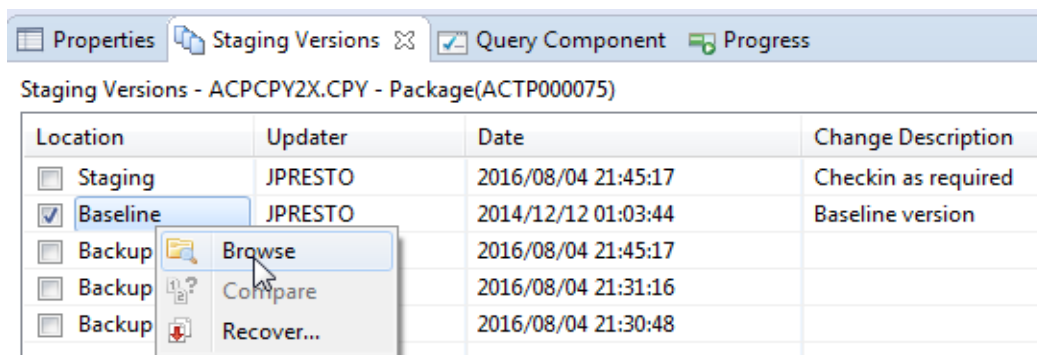 Properties Staging Versions Query Component Progress
Staging Versions - ACPCPY2X.CPY - Package(ACTP000075)
Location Updater Date Change Description
Staging JPRESTO 2016/08/04 21:45:17 Checkin as required
Baseline JPRESTO 2014/12/12 01:03:44 Baseline version
Backup Browse 2016/08/04 21:45:17
Backup Compare 2016/08/04 21:31:16
Backup Recover... 2016/08/04 21:30:48